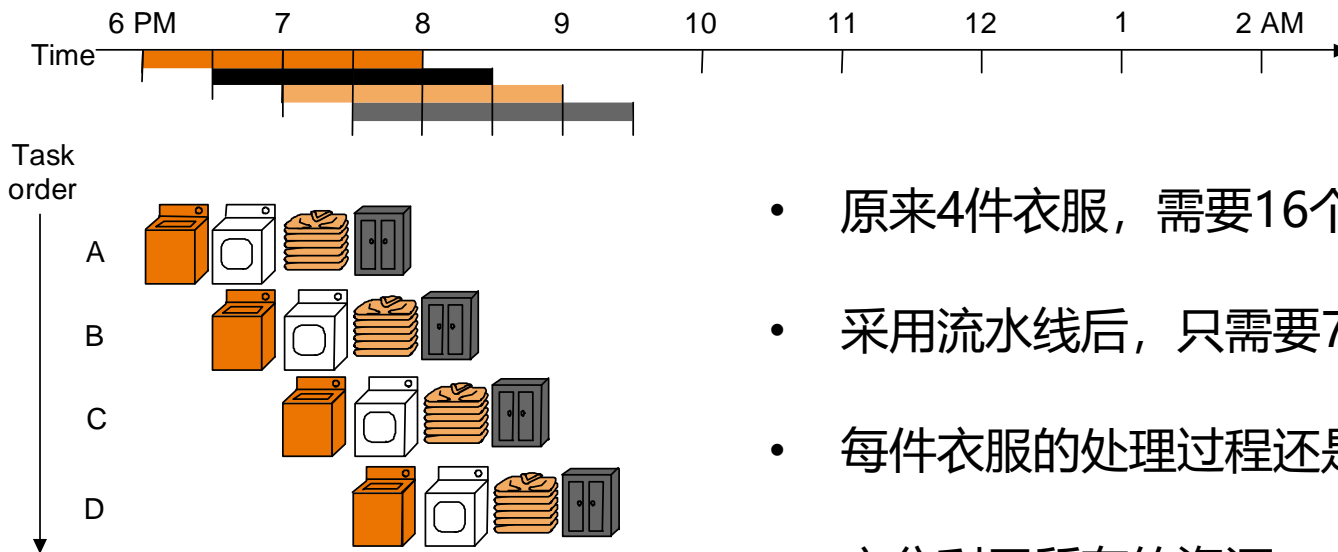 6 PM 7 8 9 10 11 12 1 2 AM
Time
Task
order
A
B
C
D
• 原来4件衣服，需要16个
• 采用流水线后，只需要7
• 每件衣服的处理过程还是